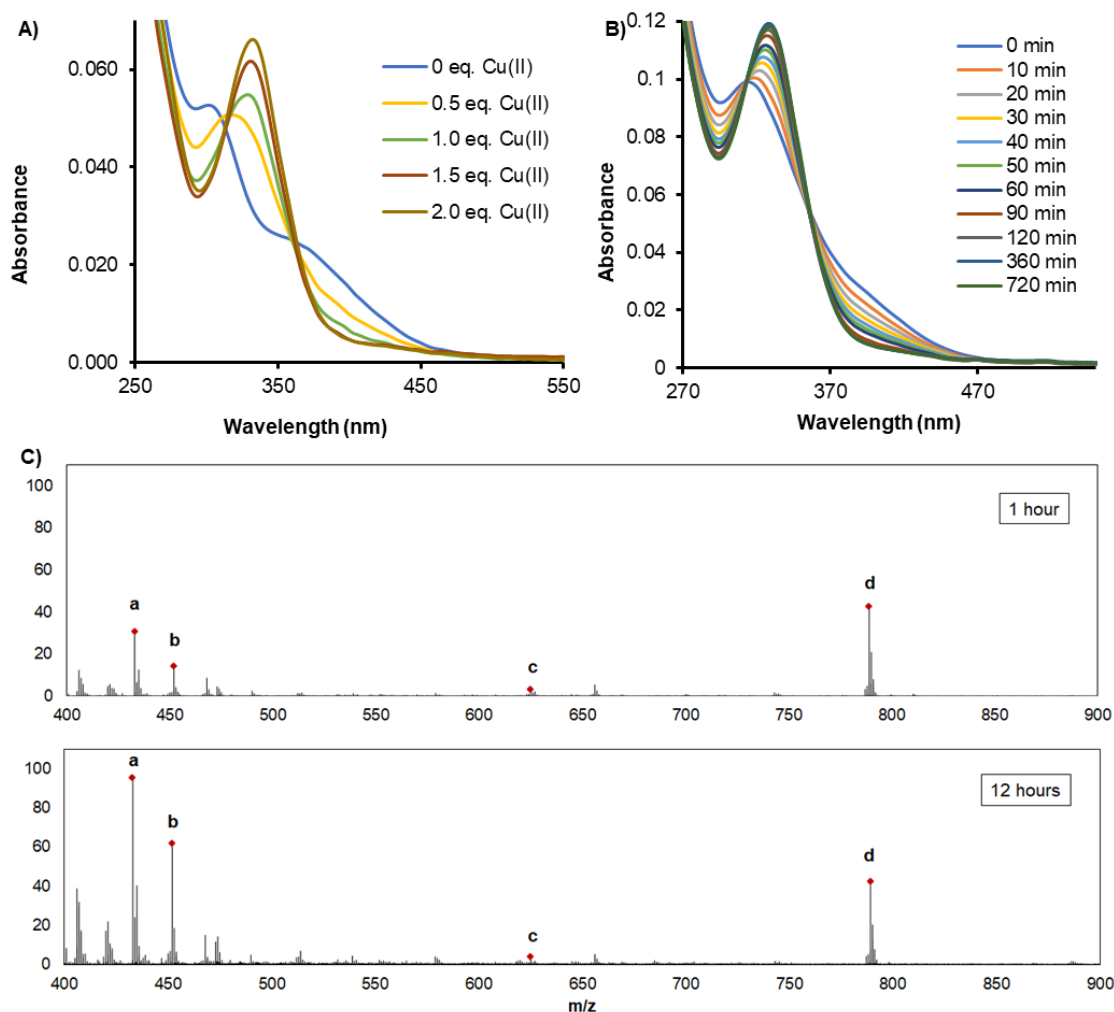 A)
Absorbance
0.060
0.040
0.020
0.000
250
350
450
550
Wavelength (nm)
0 eq. Cu(II)
0.5 eq. Cu(II)
1.0 eq. Cu(II)
1.5 eq. Cu(II)
2.0 eq. Cu(II)
B)
Absorbance
0.12
0.1
0.08
0.06
0.04
0.02
0
270
370
470
Wavelength (nm)
0 min
10 min
20 min
30 min
40 min
50 min
60 min
90 min
120 min
360 min
720 min
C)
100
80
60
40
20
0
400 450 500 550 600 650 700 750 800 850 900
a
b
c
d
1 hour
100
80
60
40
20
0
400 450 500 550 600 650 700 750 800 850 900
a
b
c
d
12 hours
m/z